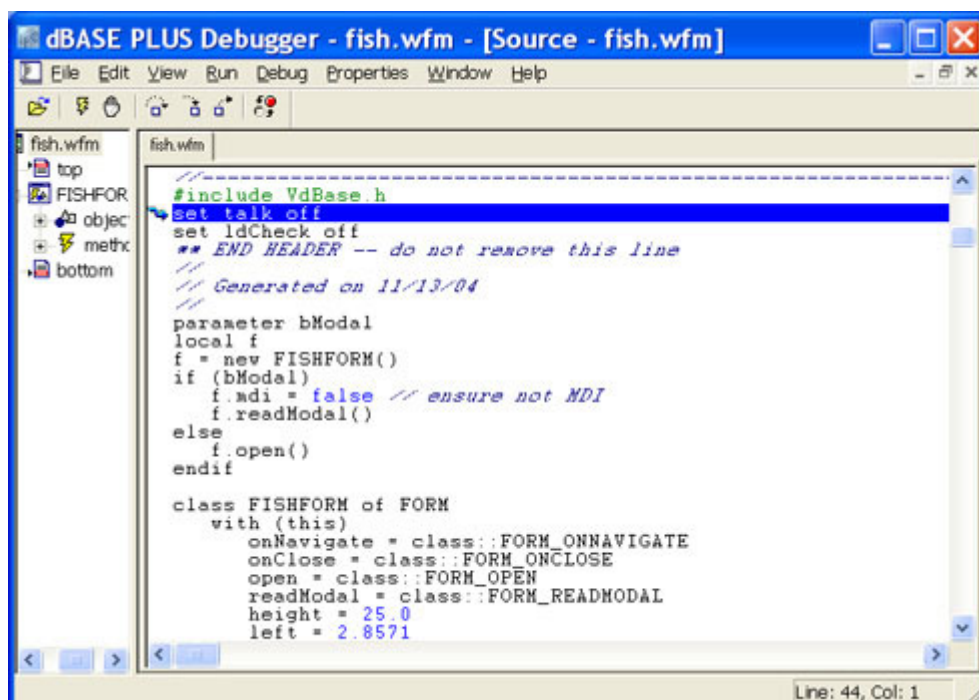 dBASE PLUS Debugger - fish.wfm - [Source - fish.wfm]
File Edit View Run Debug Properties Window Help
fish.wfm
top
FISHFOR
objec
metho
bottom
fish.wfm
//--------------------------------------------------------------
#include VdBase.h
set talk off
set ldCheck off
** END HEADER -- do not remove this line
//
// Generated on 11/13/04
//
parameter bModal
local f
f = new FISHFORM()
if (bModal)
f.mdi = false // ensure not MDI
f.readModal()
else
f.open()
endif
class FISHFORM of FORM
with (this)
onNavigate = class::FORM_ONNAVIGATE
onClose = class::FORM_ONCLOSE
open = class::FORM_OPEN
readModal = class::FORM_READMODAL
height = 25.0
left = 2.8571
Line: 44, Col: 1